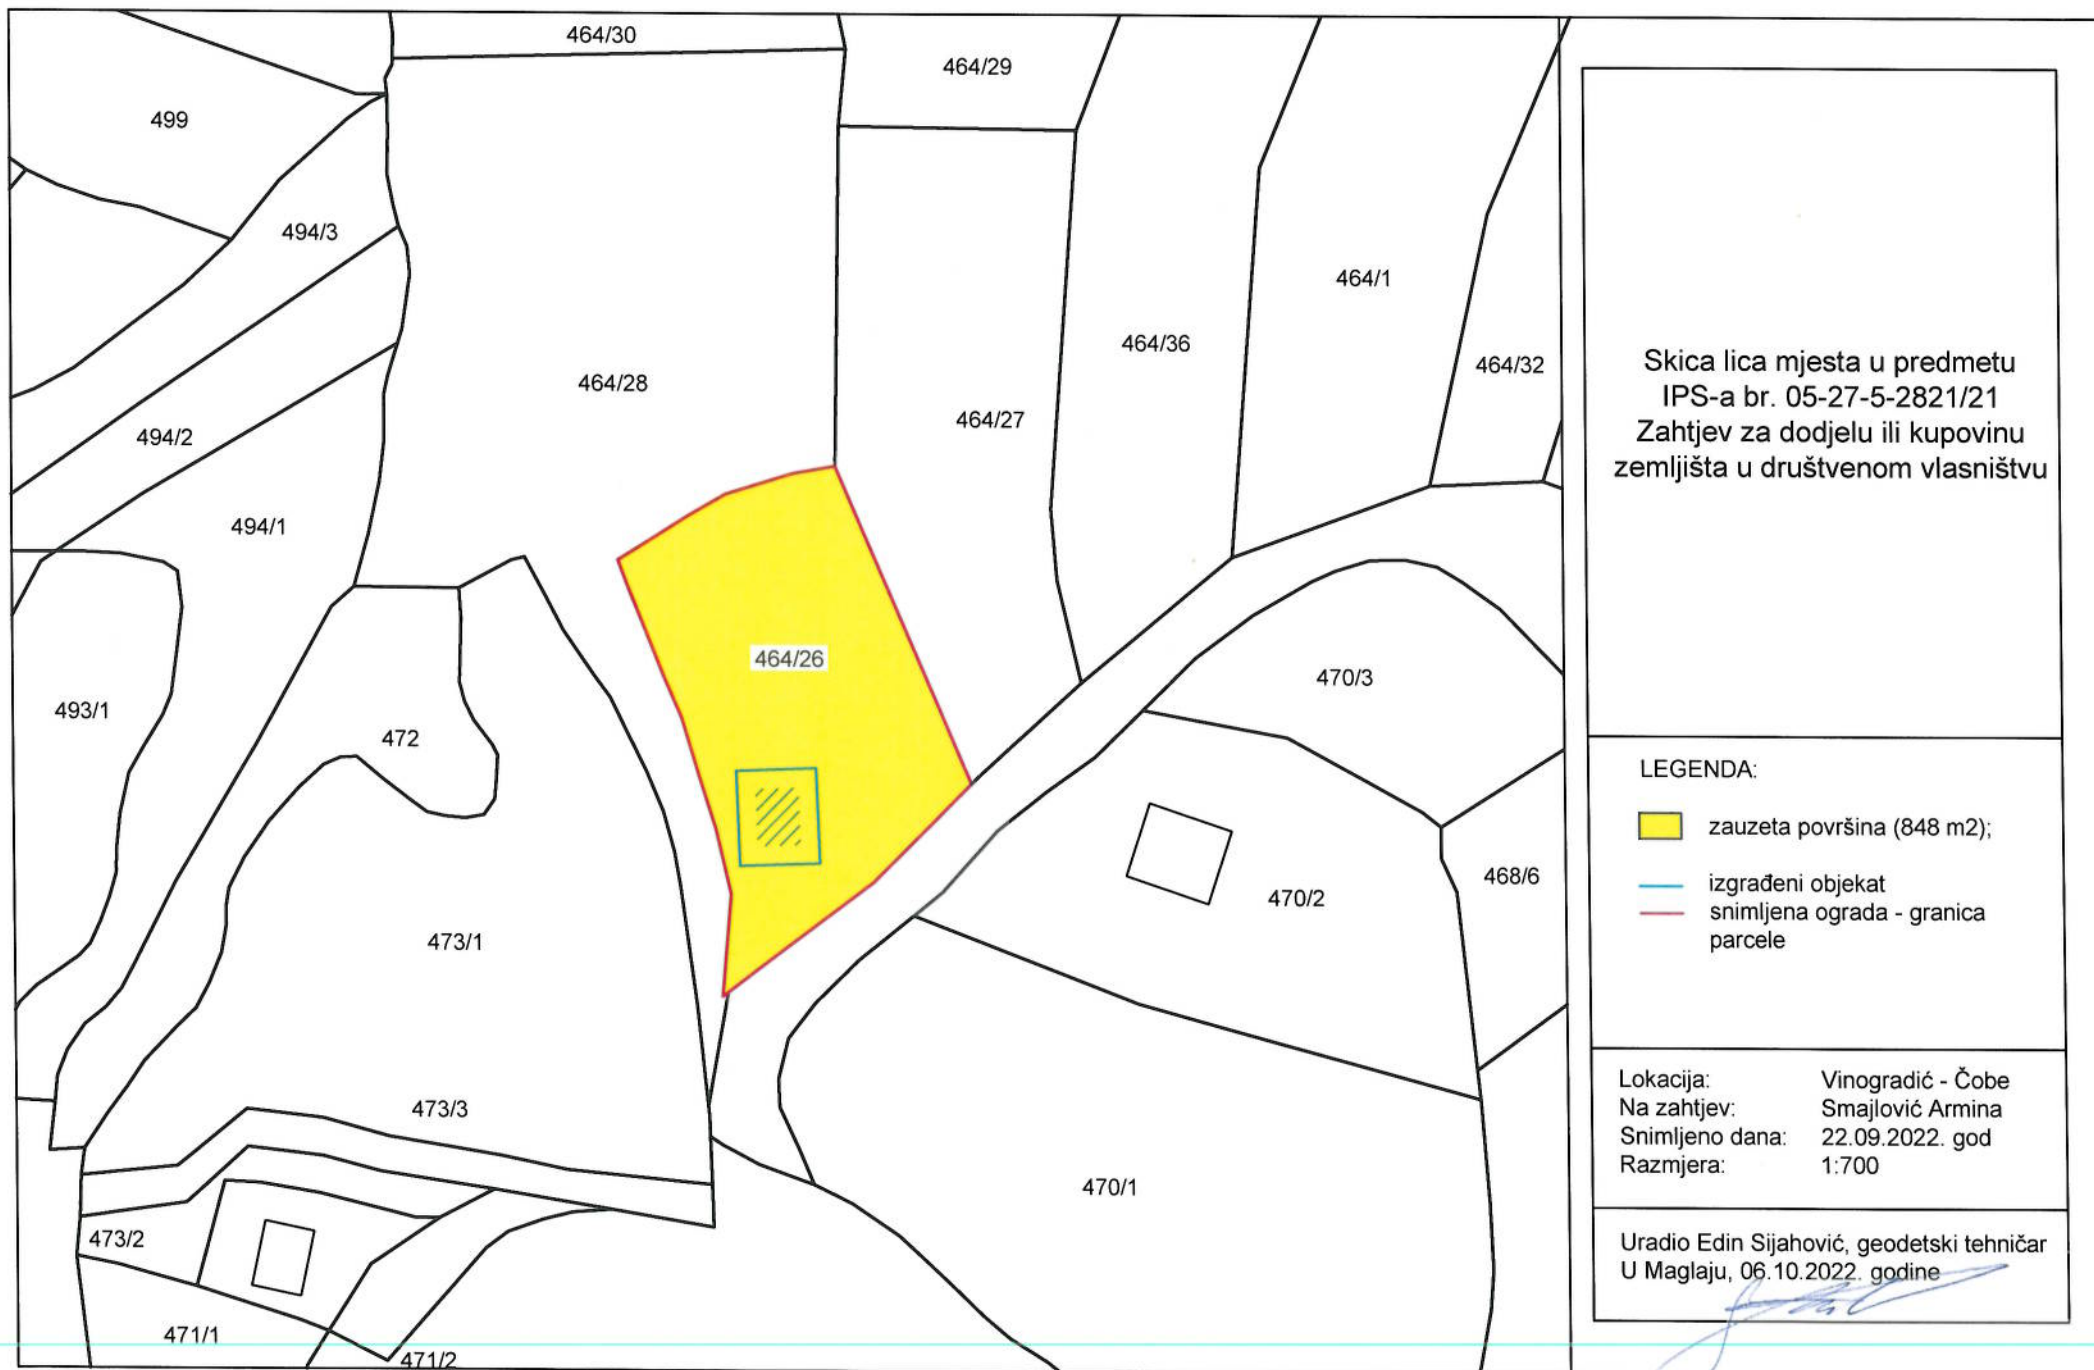 464/30
464/29
499
494/3
464/1
464/36
464/32
464/28
464/27
494/2
494/1
464/26
470/3
493/1
472
468/6
470/2
473/1
473/3
470/1
473/2
471/1
471/2
Skica lica mjesta u predmetu
IPS-a br. 05-27-5-2821/21
Zahtjev za dodjelu ili kupovinu
zemljišta u društvenom vlasništvu
LEGENDA:
zauzeta površina (848 m2);
izgrađeni objekat
snimljena ograda - granica
parcele
Lokacija: Vinogradić - Čobe
Na zahtjev: Smajlović Armina
Snimljeno dana: 22.09.2022. god
Razmjera: 1:700
Uradio Edin Sijahović, geodetski tehničar
U Maglaju, 06.10.2022. godine